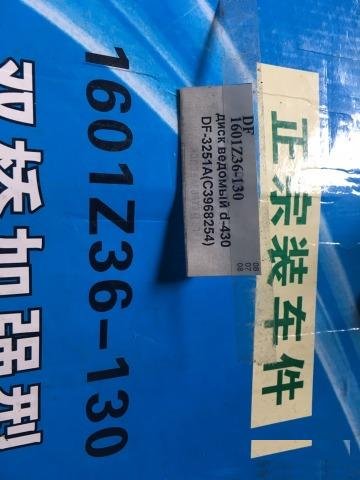 正宗装车件
DF
1601Z36-130
диск ведомый d-430
DF-3251A(C3968254)
1601Z36-130
双桥加强型